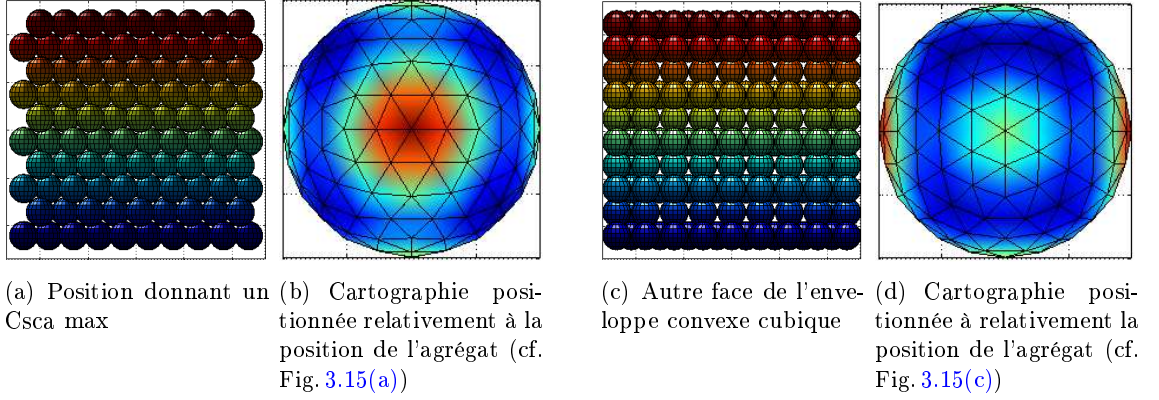 (a) Position donnant un
Csca max
(b) Cartographie posi-
tionnée relativement à la
position de l'agrégat (cf.
Fig. 3.15(a))
(c) Autre face de l'enve-
loppe convexe cubique
(d) Cartographie posi-
tionnée à relativement la
position de l'agrégat (cf.
Fig. 3.15(c))